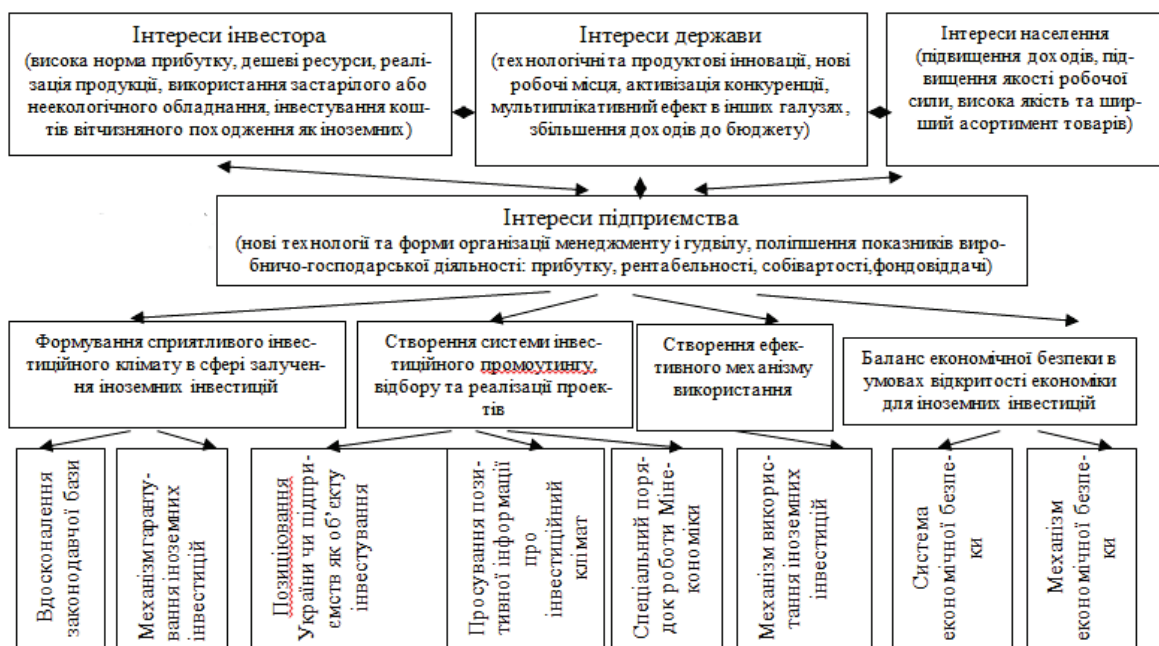 Інтереси інвестора
(висока норма прибутку, дешеві ресурси, реалі-
зація продукції, використання застарілого або
неекологічного обладнання, інвестування кош-
тів вітчизняного походження як іноземних)
Інтереси держави
(технологічні та продуктові інновації, нові
робочі місця, активізація конкуренції,
мультиплікативний ефект в інших галузях,
збільшення доходів до бюджету)
Інтереси населення
(підвищення доходів, під-
вищення якості робочої
сили, висока якість та шир-
ший асортимент товарів)
Інтереси підприємства
(нові технології та форми організації менеджменту і гудвілу, поліпшення показників виро-
бничо-господарської діяльності: прибутку, рентабельності, собівартості,фондовіддачі)
Формування сприятливого інвес-
тиційного клімату в сфері залучен-
ня іноземних інвестицій
Створення системи інвес-
тиційного промоутингу,
відбору та реалізації проек-
тів
Створення ефек-
тивного механізму
використання
Баланс економічної безпеки в
умовах відкритості економіки
для іноземних інвестицій
Вдосконалення
законодавчої бази
Механізм гаранту-
вання іноземних
інвестицій
Позиціювання
України чи підпри-
ємств як об’єкту
інвестування
Просування пози-
тивної інформації
про
інвестиційний
клімат
Спеціальний поря-
док роботи Міне-
кономіки
Механізм викорис-
тання іноземних
інвестицій
Система
економічної безпе-
ки
Механізм
економічної безпе-
ки